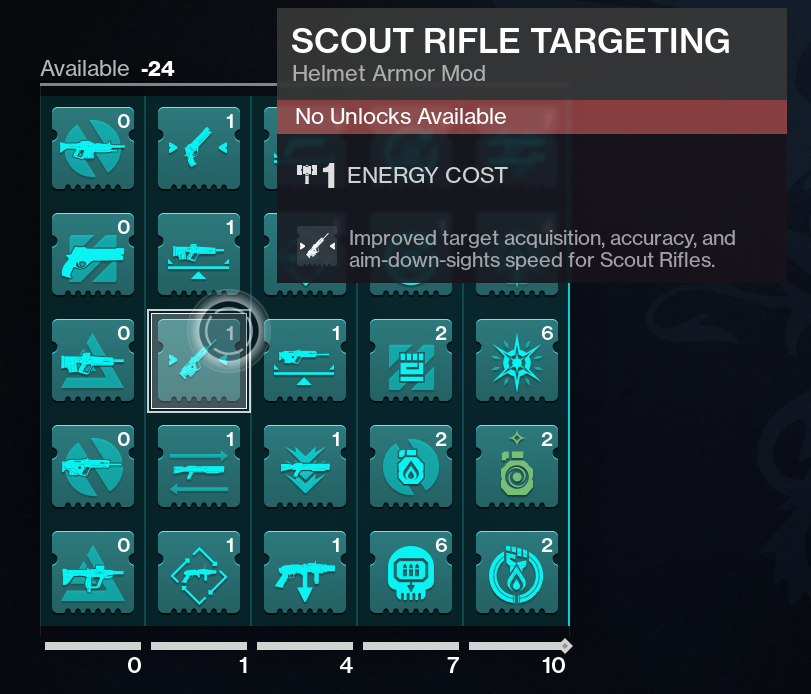 SCOUT RIFLE TARGETING
Helmet Armor Mod
Available -24
No Unlocks Available
0 1
1 ENERGY COST
0 1
Improved target acquisition, accuracy, and
aim-down-sights speed for Scout Rifles.
0 1 1 2 6
0 1 1 2 2
0 1 1 6 2
0 1 4 7 10